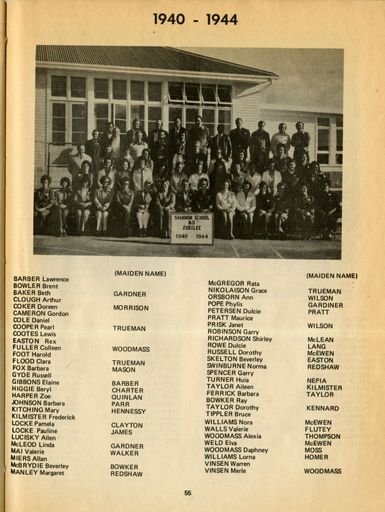 1940 - 1944
SHANNON SCHOOL
JUBILEE
1940 - 1944
(MAIDEN NAME)
BARBER Lawrence
BOWLER Brent
BAKER Beth GARDNER
CLOUGH Arthur
COKER Doreen MORRISON
CAMERON Gordon
COLE Daniel
COOPER Pearl TRUEMAN
COOTES Lewis
EASTON Rex
FULLER Colleen WOODMASS
FOOT Harold
FLOOD Clara TRUEMAN
FOX Barbara MASON
GYDE Russell
GIBBONS Elaine BARBER
HIGGIE Beryl CHARTER
HARPER Zoe QUINLAN
JOHNSON Barbara PARR
KITCHING Mary HENNESSY
KILMISTER Frederick
LOCKE Pamela CLAYTON
LOCKE Pauline JAMES
LUCISKY Allen
McLEOD Linda GARDNER
MAI Valerie WALKER
MIERS Allan
McBRYDIE Beverley BOWKER
MANLEY Margaret REDSHAW
(MAIDEN NAME)
McGREGOR Rata
NIKOLAISON Grace TRUEMAN
ORSBORN Ann WILSON
POPE Phylis GARDINER
PETERSEN Dulcie PRATT
PRATT Maurice
PRISK Janet WILSON
ROBINSON Garry
RICHARDSON Shirley McLEAN
ROWE Dulcie LANG
RUSSELL Dorothy McEWEN
SKELTON Beverley EASTON
SWINBURNE Norma REDSHAW
SPENCER Garry
TURNER Huia NEPIA
TAYLOR Aileen KILMISTER
FERRICK Barbara TAYLOR
BOWKER Ray
TAYLOR Dorothy KENNARD
TIPPLER Bruce
WILLIAMS Nora McEWEN
WALLS Valerie FLUTEY
WOODMASS Alexia THOMPSON
WELD Elva McEWEN
WOODMASS Daphney MOSS
WILLIAMS Lorna HOMER
VINSEN Warren
VINSEN Merle WOODMASS
55